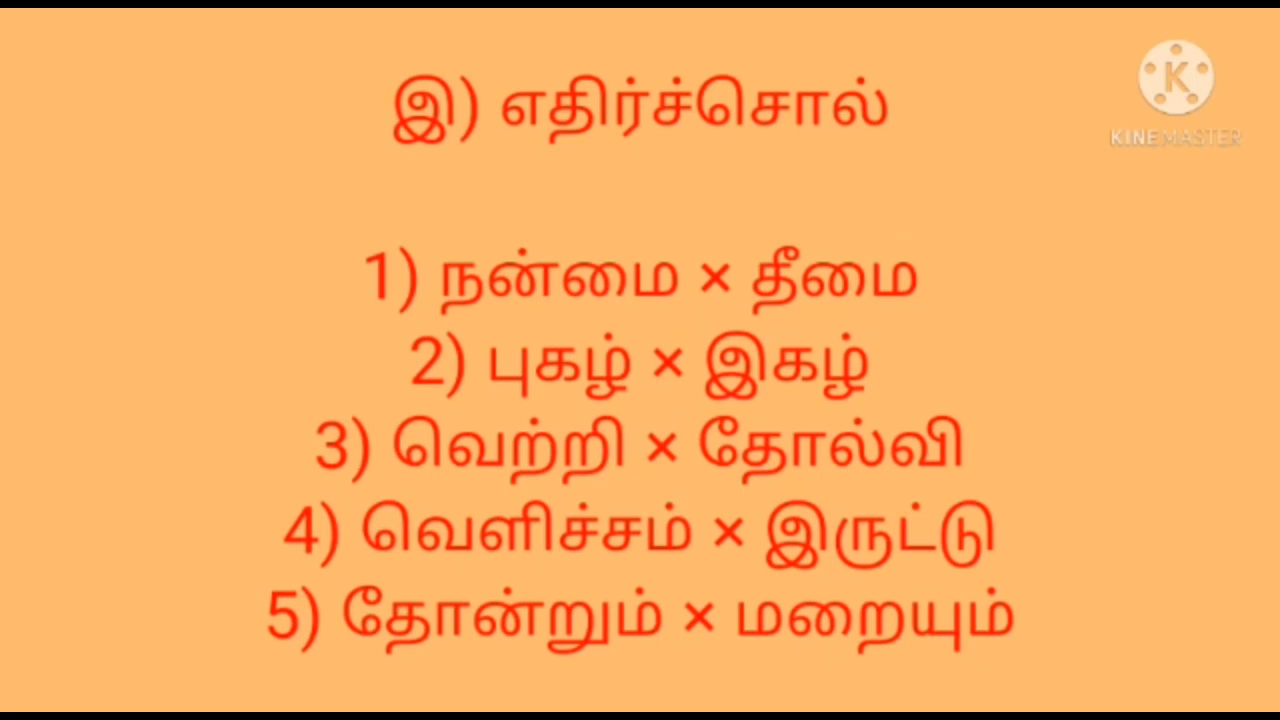 இ) எதிர்ச்சொல்
K
KINEMASTER
1) நன்மை × தீமை
2) புகழ் × இகழ்
3) வெற்றி × தோல்வி
4) வெளிச்சம் × இருட்டு
5) தோன்றும் × மறையும்